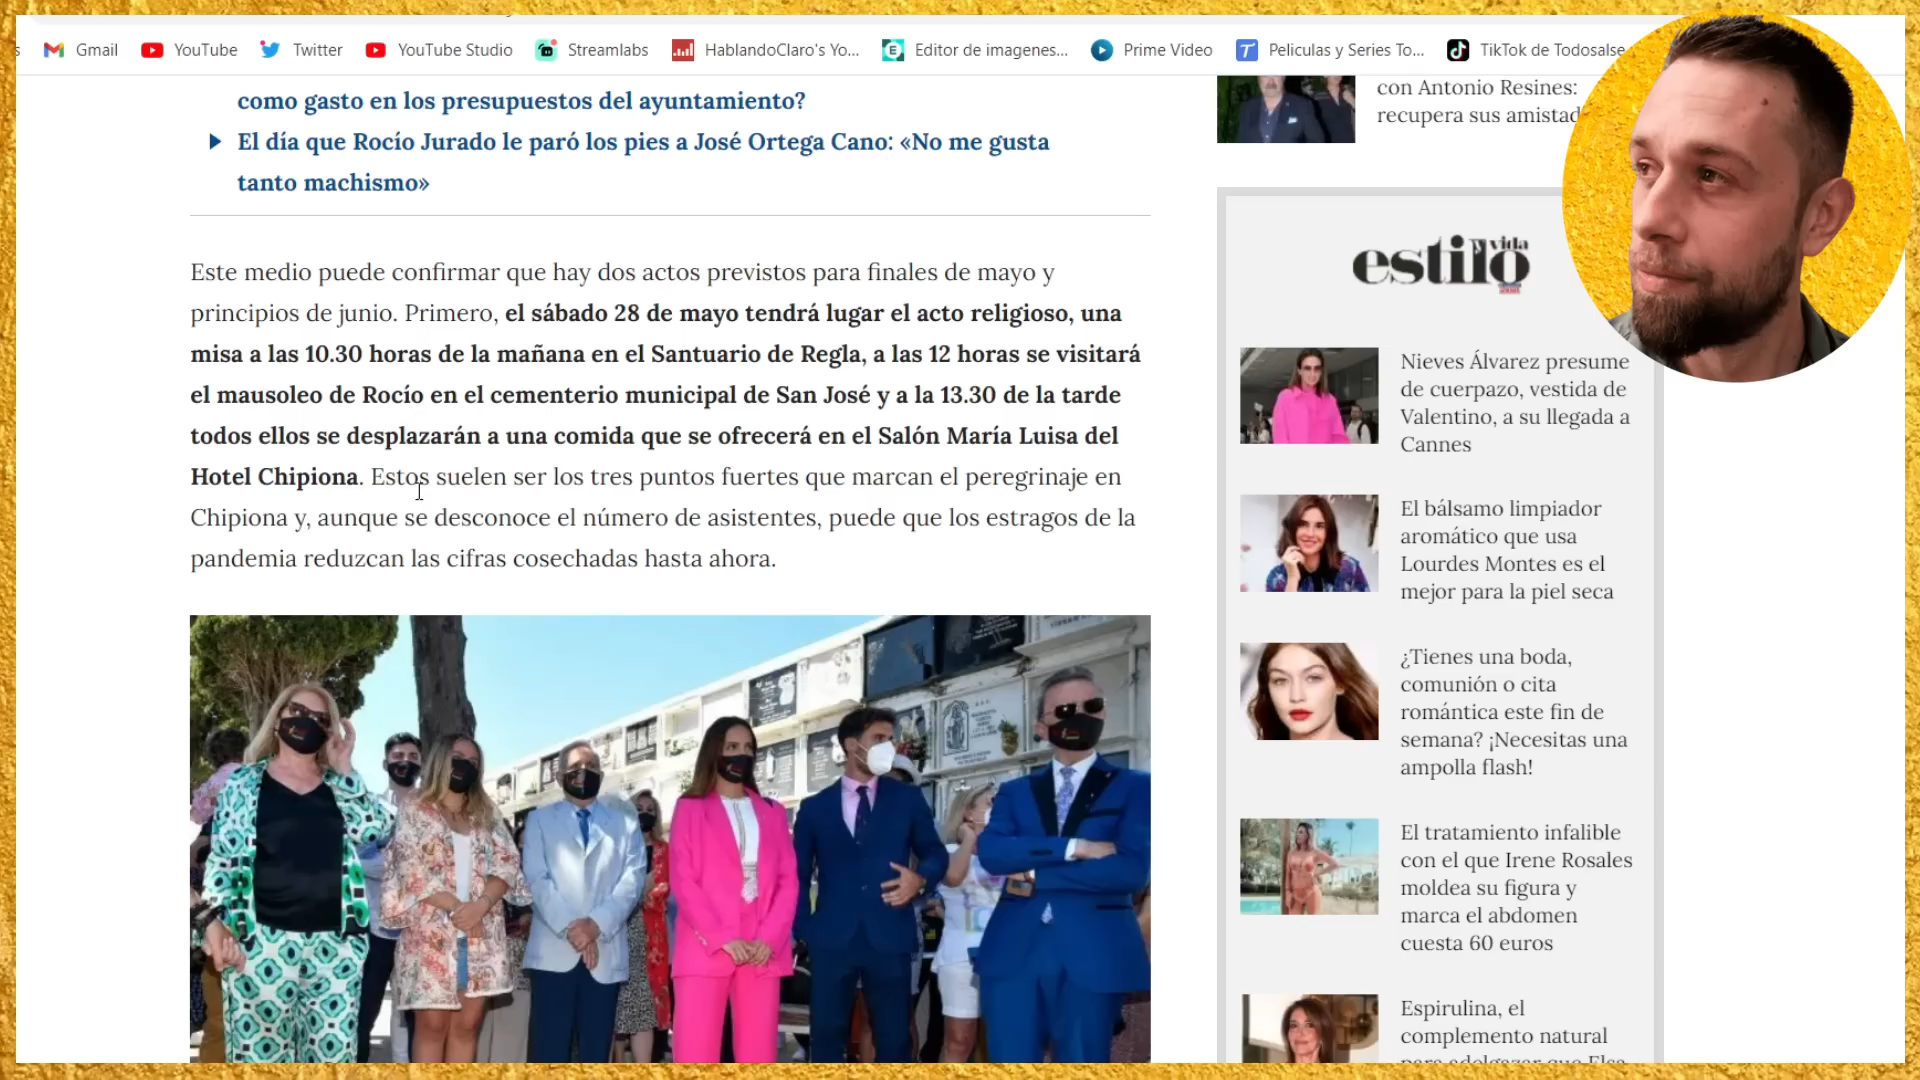 Gmail
YouTube
Twitter
YouTube Studio
Streamlabs
HablandoClaro's Yo...
Editor de imagenes...
Prime Video
Peliculas y Series To...
TikTok de Todosalse
como gasto en los presupuestos del ayuntamiento?
El día que Rocío Jurado le paró los pies a José Ortega Cano: «No me gusta
tanto machismo»
Este medio puede confirmar que hay dos actos previstos para finales de mayo y
principios de junio. Primero, el sábado 28 de mayo tendrá lugar el acto religioso, una
misa a las 10.30 horas de la mañana en el Santuario de Regla, a las 12 horas se visitará
el mausoleo de Rocío en el cementerio municipal de San José y a la 13.30 de la tarde
todos ellos se desplazarán a una comida que se ofrecerá en el Salón María Luisa del
Hotel Chipiona. Estos suelen ser los tres puntos fuertes que marcan el peregrinaje en
Chipiona y, aunque se desconoce el número de asistentes, puede que los estragos de la
pandemia reduzcan las cifras cosechadas hasta ahora.
con Antonio Resines:
recupera sus amistad
estilo vida
Nieves Álvarez presume
de cuerpazo, vestida de
Valentino, a su llegada a
Cannes
El bálsamo limpiador
aromático que usa
Lourdes Montes es el
mejor para la piel seca
¿Tienes una boda,
comunión o cita
romántica este fin de
semana? ¡Necesitas una
ampolla flash!
El tratamiento infalible
con el que Irene Rosales
moldea su figura y
marca el abdomen
cuesta 60 euros
Espirulina, el
complemento natural
para adelgazar que Elsa